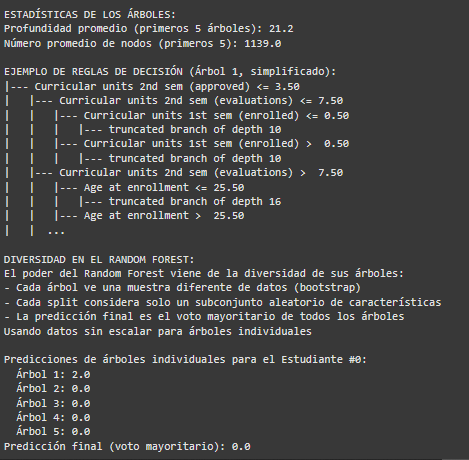 ESTADÍSTICAS DE LOS ÁRBOLES:
Profundidad promedio (primeros 5 árboles): 21.2
Número promedio de nodos (primeros 5): 1139.0

EJEMPLO DE REGLAS DE DECISIÓN (Árbol 1, simplificado):
|--- Curricular units 2nd sem (approved) <= 3.50
|   |--- Curricular units 2nd sem (evaluations) <= 7.50
|   |   |--- Curricular units 1st sem (enrolled) <= 0.50
|   |   |   |--- truncated branch of depth 10
|   |   |--- Curricular units 1st sem (enrolled) >  0.50
|   |   |   |--- truncated branch of depth 10
|   |--- Curricular units 2nd sem (evaluations) >  7.50
|   |   |--- Age at enrollment <= 25.50
|   |   |   |--- truncated branch of depth 16
|   |   |--- Age at enrollment >  25.50
|   |  ...

DIVERSIDAD EN EL RANDOM FOREST:
El poder del Random Forest viene de la diversidad de sus árboles:
- Cada árbol ve una muestra diferente de datos (bootstrap)
- Cada split considera solo un subconjunto aleatorio de características
- La predicción final es el voto mayoritario de todos los árboles
Usando datos sin escalar para árboles individuales

Predicciones de árboles individuales para el Estudiante #0:
  Árbol 1: 2.0
  Árbol 2: 0.0
  Árbol 3: 0.0
  Árbol 4: 0.0
  Árbol 5: 0.0
Predicción final (voto mayoritario): 0.0